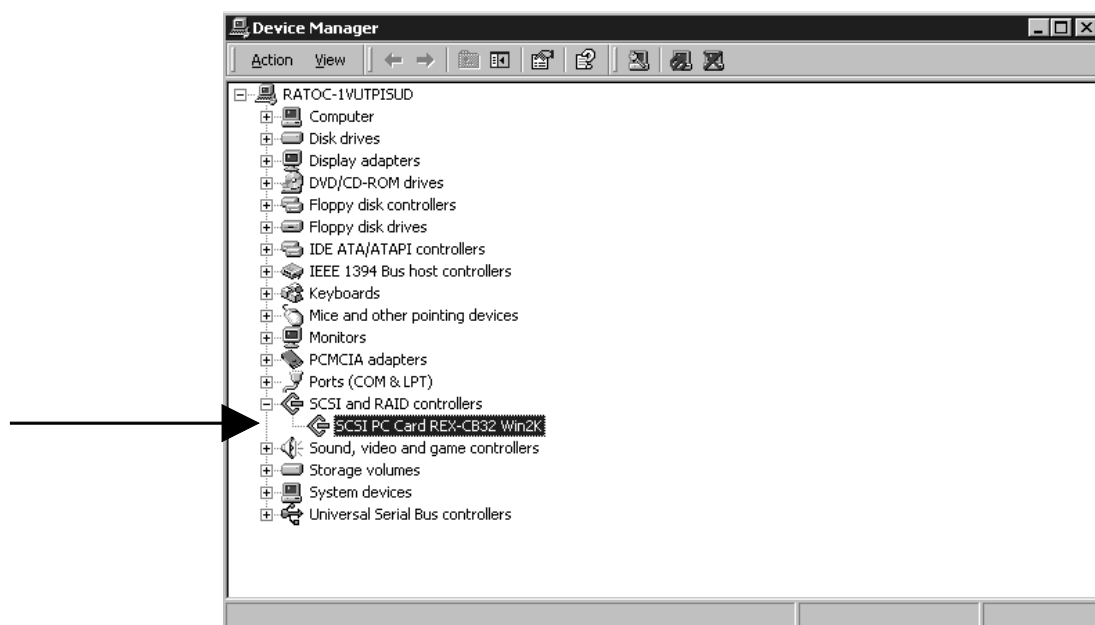 Device Manager
Action View
RATOC-1VUTPISUD
Computer
Disk drives
Display adapters
DVD/CD-ROM drives
Floppy disk controllers
Floppy disk drives
IDE ATA/ATAPI controllers
IEEE 1394 Bus host controllers
Keyboards
Mice and other pointing devices
Monitors
PCMCIA adapters
Ports (COM & LPT)
SCSI and RAID controllers
SCSI PC Card REX-CB32 Win2K
Sound, video and game controllers
Storage volumes
System devices
Universal Serial Bus controllers